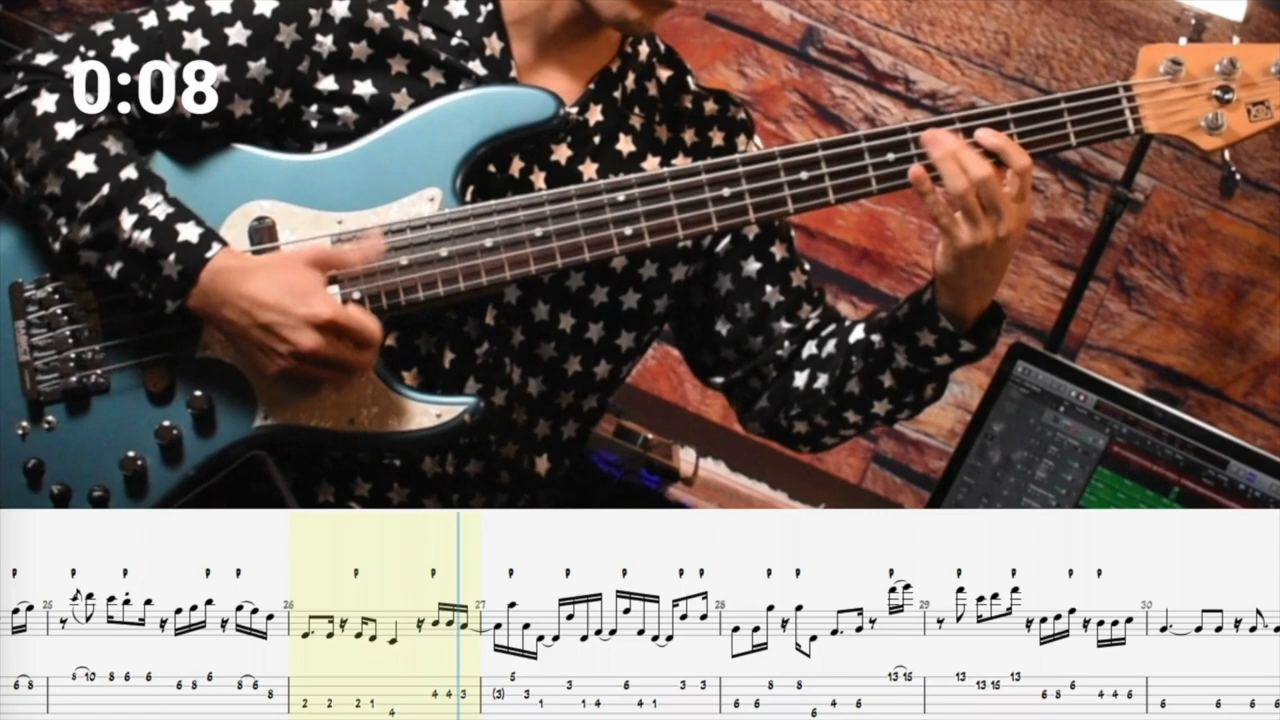 0:08
P P P P P P P P P P P P P P P P P P P
25 26 27 28 29 30
6 8 8 10 8 6 6 6 8 6 8 6 8 2 2 2 1 4 4 4 3 (3) 5 3 1 3 1 4 6 4 1 3 3 6 6 8 8 6 4 6 13 15 13 13 15 13 6 8 6 4 4 6 6 6 6 6